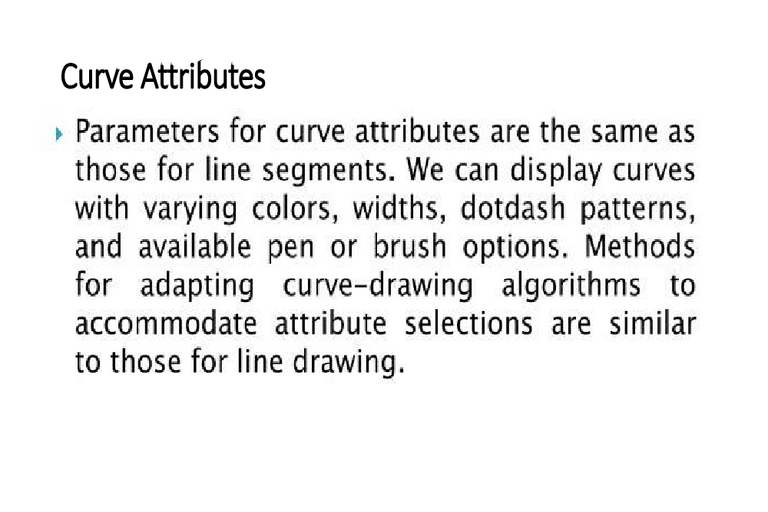 Curve Attributes
Parameters for curve attributes are the same as
those for line segments. We can display curves
with varying colors, widths, dotdash patterns,
and available pen or brush options. Methods
for adapting curve-drawing algorithms to
accommodate attribute selections are similar
to those for line drawing.